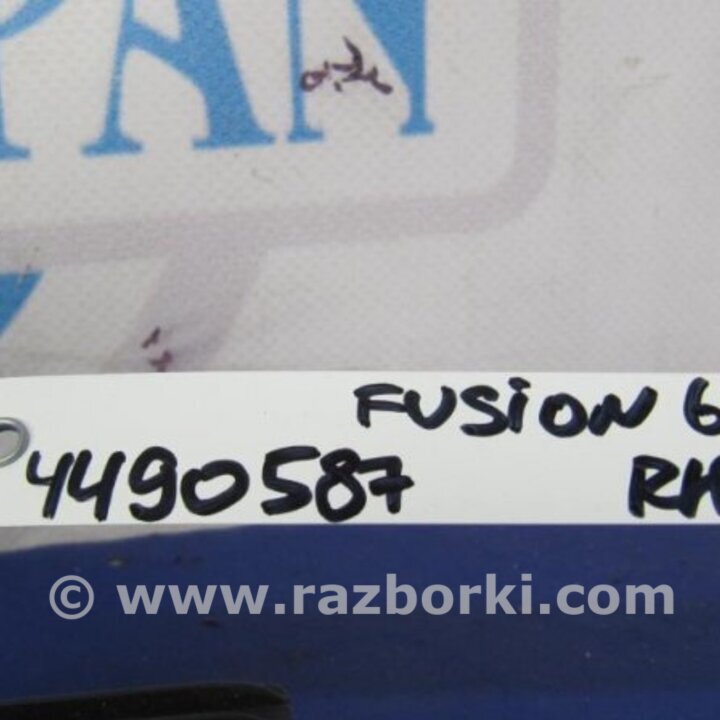 PAN
FUSION 6
4490587 RH
© www.razborki.com